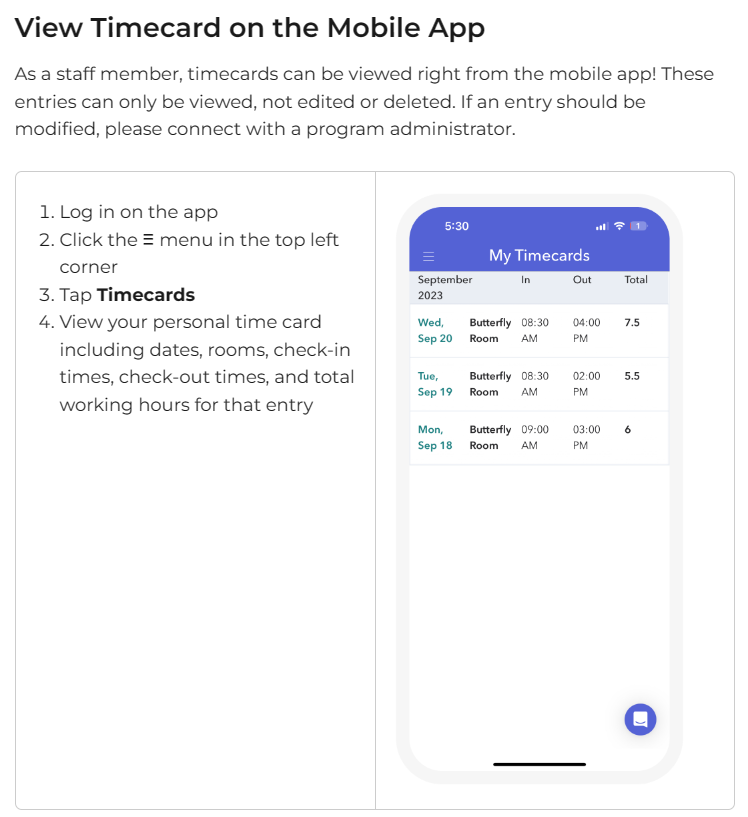 View Timecard on the Mobile App
As a staff member, timecards can be viewed right from the mobile app! These
entries can only be viewed, not edited or deleted. If an entry should be
modified, please connect with a program administrator.
1. Log in on the app
2. Click the ☰ menu in the top left
corner
3. Tap Timecards
4. View your personal time card
including dates, rooms, check-in
times, check-out times, and total
working hours for that entry
5:30 1
My Timecards
September In Out Total
2023
Wed, Butterfly 08:30 04:00 7.5
Sep 20 Room AM PM
Tue, Butterfly 08:30 02:00 5.5
Sep 19 Room AM PM
Mon, Butterfly 09:00 03:00 6
Sep 18 Room AM PM